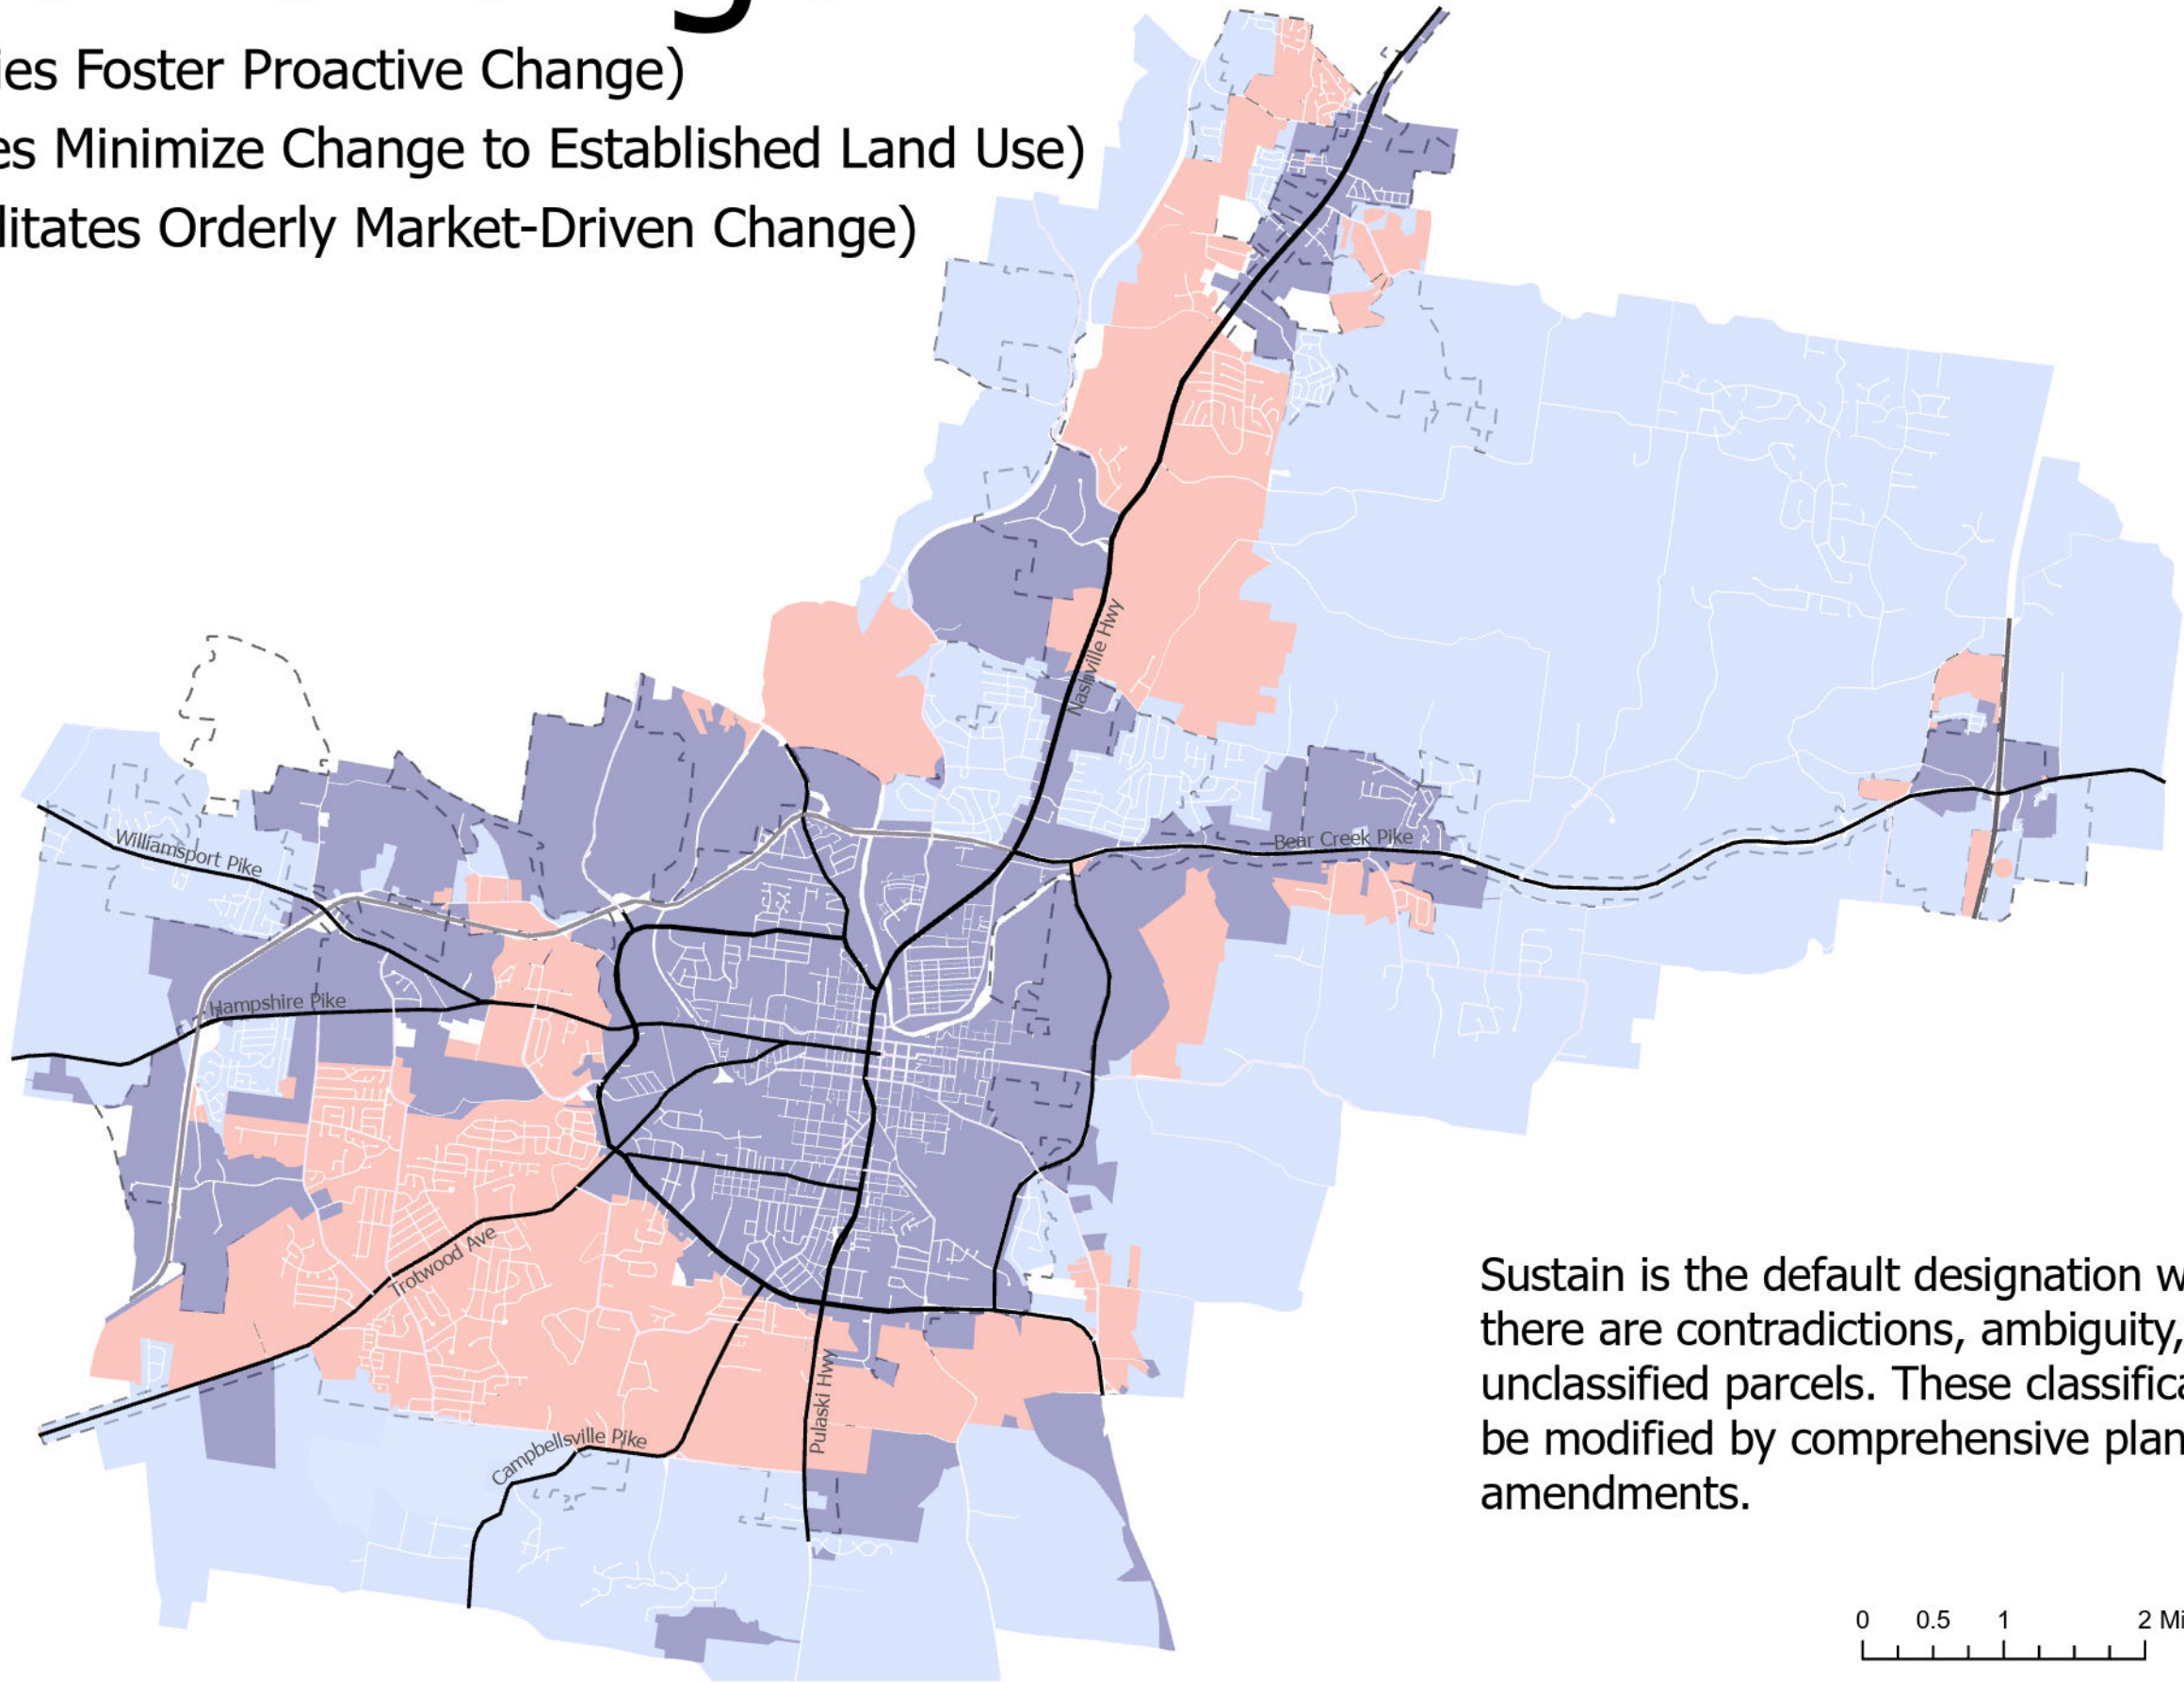 ies Foster Proactive Change)
es Minimize Change to Established Land Use)
litates Orderly Market-Driven Change)
Nashville Hwy
Bear Creek Pike
Williamsport Pike
Hampshire Pike
Trotwood Ave
Pulaski Hwy
Campbellsville Pike
Sustain is the default designation w
there are contradictions, ambiguity,
unclassified parcels. These classifica
be modified by comprehensive plan
amendments.
0 0.5 1 2 Mi